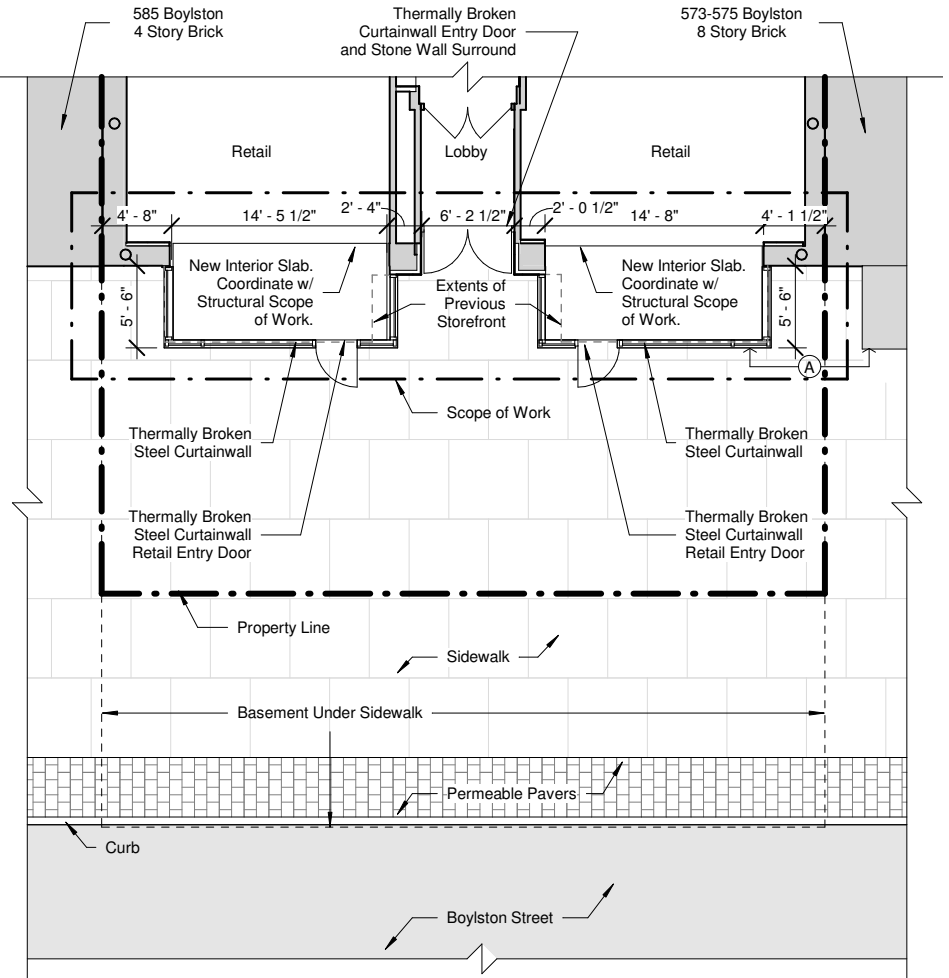 585 Boylston
4 Story Brick
Thermally Broken
Curtainwall Entry Door
and Stone Wall Surround
573-575 Boylston
8 Story Brick
Retail
Lobby
Retail
4' - 8"
14' - 5 1/2"
2' - 4"
6' - 2 1/2"
2' - 0 1/2"
14' - 8"
4' - 1 1/2"
5' - 6"
New Interior Slab.
Coordinate w/
Structural Scope
of Work.
Extents of
Previous
Storefront
New Interior Slab.
Coordinate w/
Structural Scope
of Work.
5' - 6"
A
Scope of Work
Thermally Broken
Steel Curtainwall
Thermally Broken
Steel Curtainwall
Thermally Broken
Steel Curtainwall
Retail Entry Door
Thermally Broken
Steel Curtainwall
Retail Entry Door
Property Line
Sidewalk
Basement Under Sidewalk
Permeable Pavers
Curb
Boylston Street